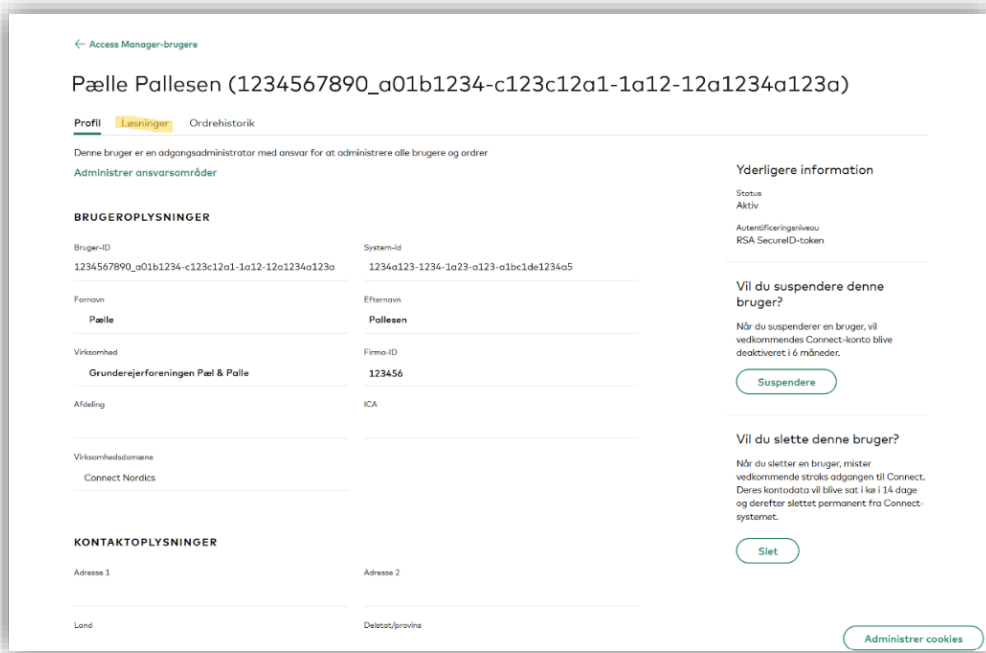 ← Access Manager-brugere
Pælle Pallesen (1234567890_a01b1234-c123c12a1-1a12-12a1234a123a)
Profil Løsninger Ordrehistorik
Denne bruger er en adgangsadministrator med ansvar for at administrere alle brugere og ordrer
Administrer ansvarsområder
BRUGEROPLYSNINGER
Bruger-ID System-Id
1234567890_a01b1234-c123c12a1-1a12-12a1234a123a 1234a123-1234-1a23-a123-a1bc1de1234a5
Fornavn Efternavn
Pælle Pallesen
Virksomhed Firma-ID
Grunderejerforeningen Pæl & Palle 123456
Afdeling ICA
Virksomhedsdomæne
Connect Nordics
KONTAKTOPLYSNINGER
Adresse 1 Adresse 2
Land Delstat/provins
Yderligere information
Status
Aktiv
Autentificeringsniveau
RSA SecureID-token
Vil du suspendere denne
bruger?
Når du suspenderer en bruger, vil
vedkommendes Connect-konto blive
deaktiveret i 6 måneder.
Suspendere
Vil du slette denne bruger?
Når du sletter en bruger, mister
vedkommende straks adgangen til Connect.
Deres kontodata vil blive sat i kø i 14 dage
og derefter slettet permanent fra Connect-
systemet.
Slet
Administrer cookies